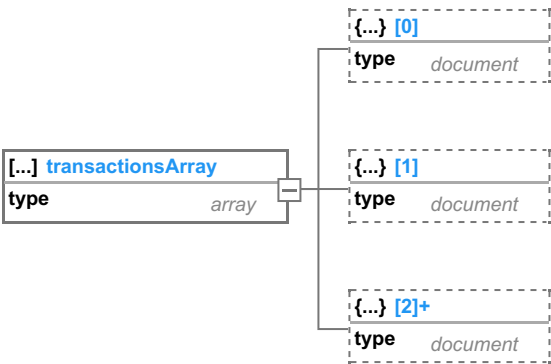 {...} [0]
type document
[...] transactionsArray
type array
{...} [1]
type document
{...} [2]+
type document